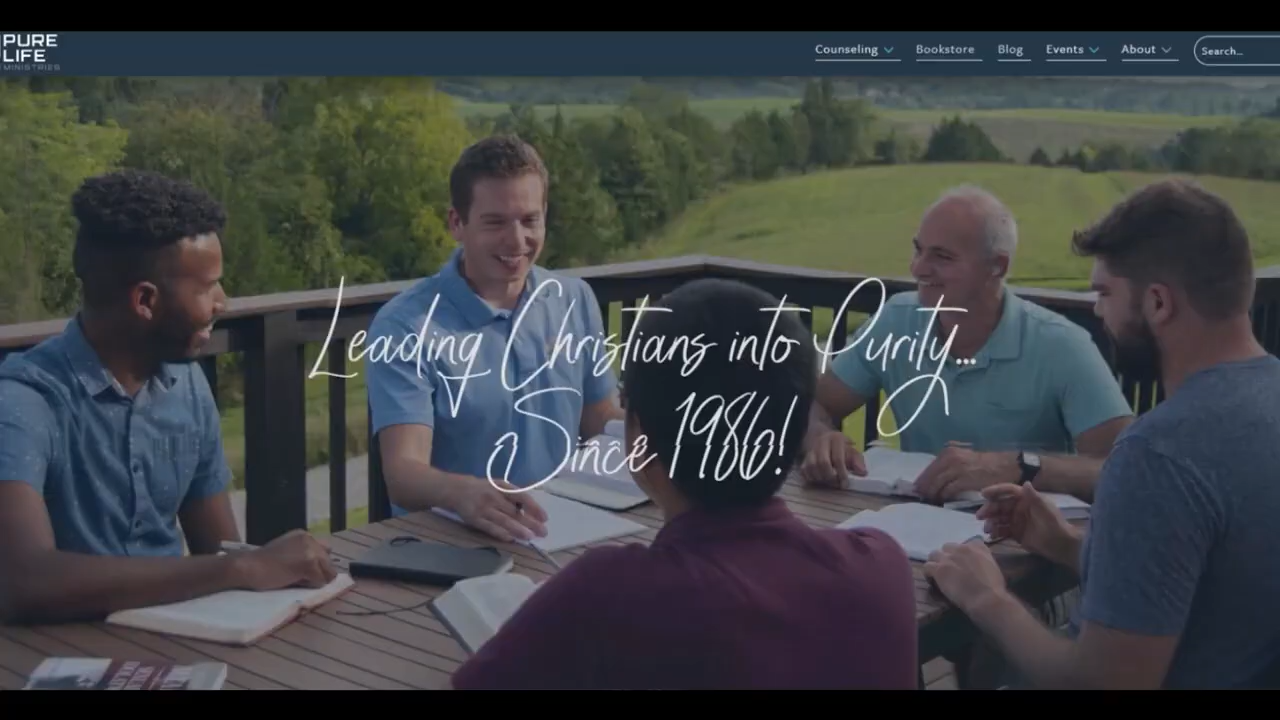 PURE
LIFE
MINISTRIES
Counseling
Bookstore
Blog
Events
About
Search...
Leading Christians into Purity...
Since 1986!